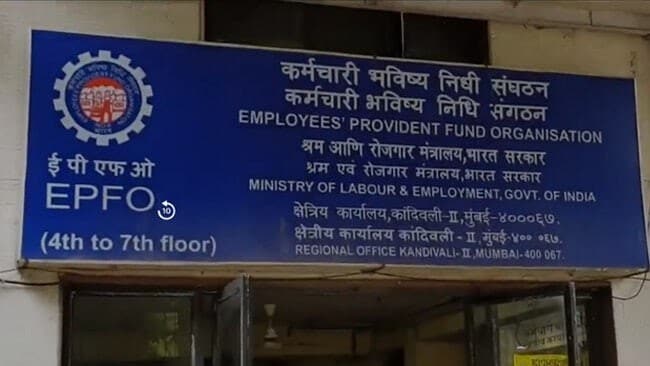 ई पी एफ ओ
EPFO
(4th to 7th floor)
कर्मचारी भविष्य निधी संघठन
कर्मचारी भविष्य निधि संगठन
EMPLOYEES' PROVIDENT FUND ORGANISATION
श्रम आणि रोजगार मंत्रालय,भारत सरकार
श्रम एवं रोजगार मंत्रालय,भारत सरकार
MINISTRY OF LABOUR & EMPLOYMENT, GOVT. OF INDIA
क्षेत्रिय कार्यालय,कांदिवली-II,मुंबई-४०००६७.
क्षेत्रीय कार्यालय कांदिवली - II, मुंबई-४०० ०६७.
REGIONAL OFFICE KANDIVALI-II,MUMBAI-400 067.
10